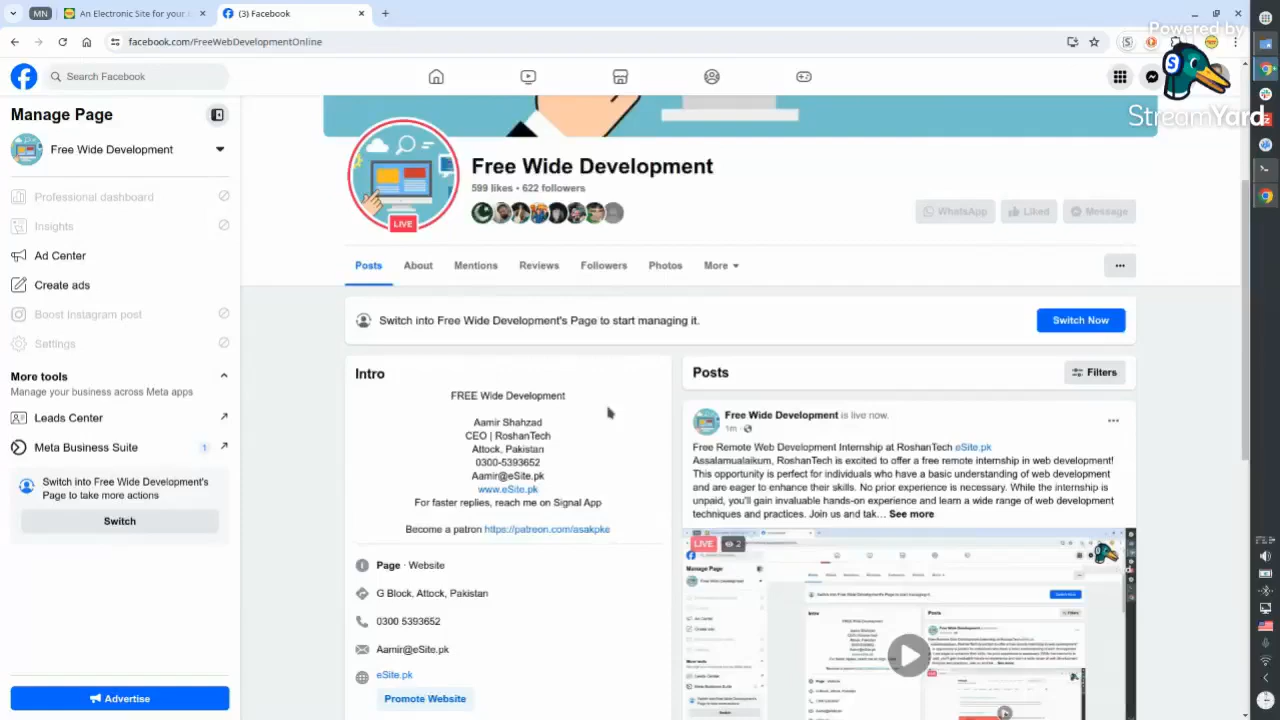 MN
An Electronic Site for your
(3) Facebook
facebook.com/FreeWebDevelopmentOnline
Powered by
StreamYard
Search Facebook
Manage Page
Free Wide Development
Professional dashboard
Insights
Ad Center
Create ads
Boost Instagram post
Settings
More tools
Manage your business across Meta apps
Leads Center
Meta Business Suite
1
Switch into Free Wide Development's
Page to take more actions
Switch
LIVE
Free Wide Development
599 likes • 622 followers
WhatsApp
Liked
Message
Posts
About
Mentions
Reviews
Followers
Photos
More
Switch into Free Wide Development's Page to start managing it.
Switch Now
Intro
FREE Wide Development
Aamir Shahzad
CEO | RoshanTech
Attock, Pakistan
0300-5393652
Aamir@eSite.pk
www.eSite.pk
For faster replies, reach me on Signal App
Become a patron https://patreon.com/asakpke
Page · Website
G Block, Attock, Pakistan
0300 5393652
Aamir@eSite.pk
eSite.pk
Promote Website
Posts
Filters
Free Wide Development is live now.
1m
Free Remote Web Development Internship at RoshanTech eSite.pk
Assalamualaikum, RoshanTech is excited to offer a free remote internship in web development!
This opportunity is perfect for individuals who have a basic understanding of web development
and are eager to enhance their skills. No prior experience is necessary. While the internship is
unpaid, you'll gain invaluable hands-on experience and learn a wide range of web development
techniques and practices. Join us and tak... See more
LIVE
2
Manage Page
Intro
Posts